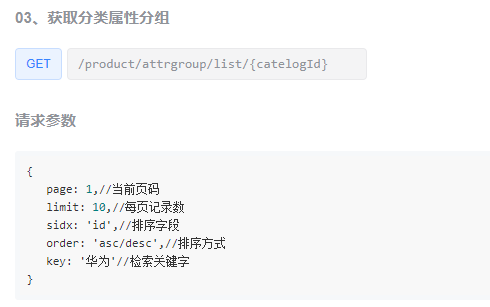 03、获取分类属性分组
GET /product/attrgroup/list/{catelogId}
请求参数
{
   page: 1,//当前页码
   limit: 10,//每页记录数
   sidx: 'id',//排序字段
   order: 'asc/desc',//排序方式
   key: '华为'//检索关键字
}